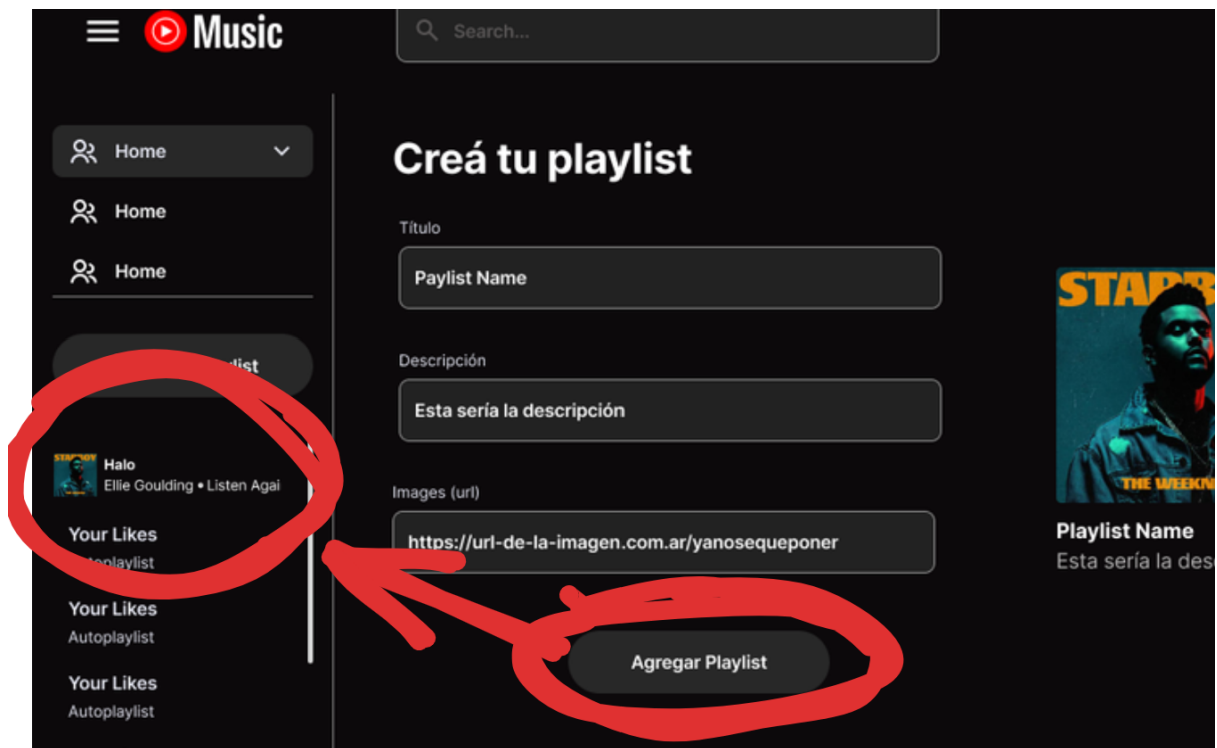 Music
Search...
Home
Home
Home
Halo
Ellie Goulding • Listen Agai
Your Likes
Your Likes
Autoplaylist
Your Likes
Autoplaylist
Creá tu playlist
Título
Paylist Name
Descripción
Esta sería la descripción
Images (url)
https://url-de-la-imagen.com.ar/yanosequeponer
Agregar Playlist
Playlist Name
Esta sería la des